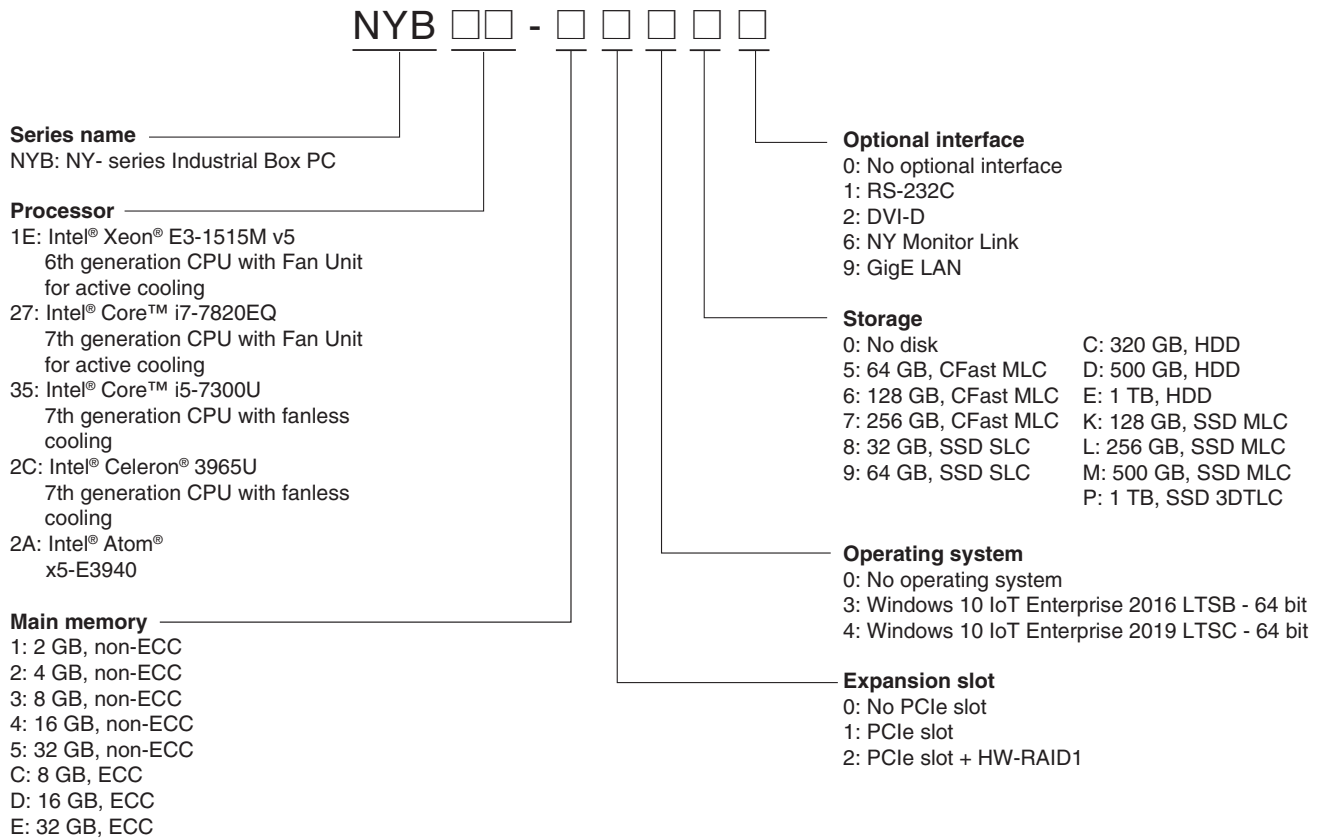 NYB □□ - □ □ □ □ □
Series name
NYB: NY- series Industrial Box PC
Processor
1E: Intel® Xeon® E3-1515M v5
6th generation CPU with Fan Unit
for active cooling
27: Intel® Core™ i7-7820EQ
7th generation CPU with Fan Unit
for active cooling
35: Intel® Core™ i5-7300U
7th generation CPU with fanless
cooling
2C: Intel® Celeron® 3965U
7th generation CPU with fanless
cooling
2A: Intel® Atom®
x5-E3940
Main memory
1: 2 GB, non-ECC
2: 4 GB, non-ECC
3: 8 GB, non-ECC
4: 16 GB, non-ECC
5: 32 GB, non-ECC
C: 8 GB, ECC
D: 16 GB, ECC
E: 32 GB, ECC
Optional interface
0: No optional interface
1: RS-232C
2: DVI-D
6: NY Monitor Link
9: GigE LAN
Storage
0: No disk
5: 64 GB, CFast MLC
6: 128 GB, CFast MLC
7: 256 GB, CFast MLC
8: 32 GB, SSD SLC
9: 64 GB, SSD SLC
C: 320 GB, HDD
D: 500 GB, HDD
E: 1 TB, HDD
K: 128 GB, SSD MLC
L: 256 GB, SSD MLC
M: 500 GB, SSD MLC
P: 1 TB, SSD 3DTLC
Operating system
0: No operating system
3: Windows 10 IoT Enterprise 2016 LTSB - 64 bit
4: Windows 10 IoT Enterprise 2019 LTSC - 64 bit
Expansion slot
0: No PCIe slot
1: PCIe slot
2: PCIe slot + HW-RAID1